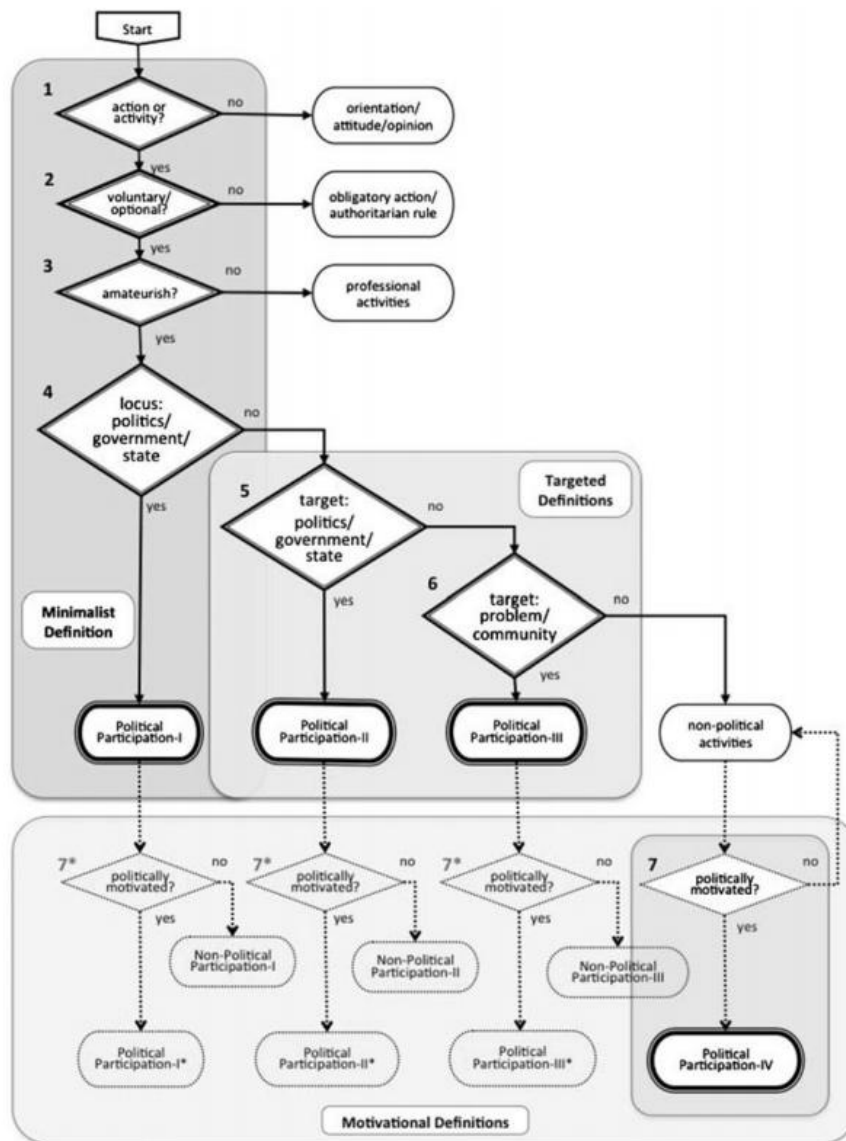 Start
1
action or
activity?
no
orientation/
attitude/opinion
yes
2
voluntary/
optional?
no
obligatory action/
authoritarian rule
yes
3
amateurish?
no
professional
activities
yes
4
locus:
politics/
government/
state
no
yes
Targeted
Definitions
5
target:
politics/
government/
state
no
yes
6
target:
problem/
community
no
yes
Minimalist
Definition
Political
Participation-I
Political
Participation-II
Political
Participation-III
non-political
activities
7*
politically
motivated?
no
yes
Non-Political
Participation-I
Political
Participation-I*
7*
politically
motivated?
no
yes
Non-Political
Participation-II
Political
Participation-II*
7*
politically
motivated?
no
yes
Non-Political
Participation-III
Political
Participation-III*
7
politically
motivated?
no
yes
Political
Participation-IV
Motivational Definitions